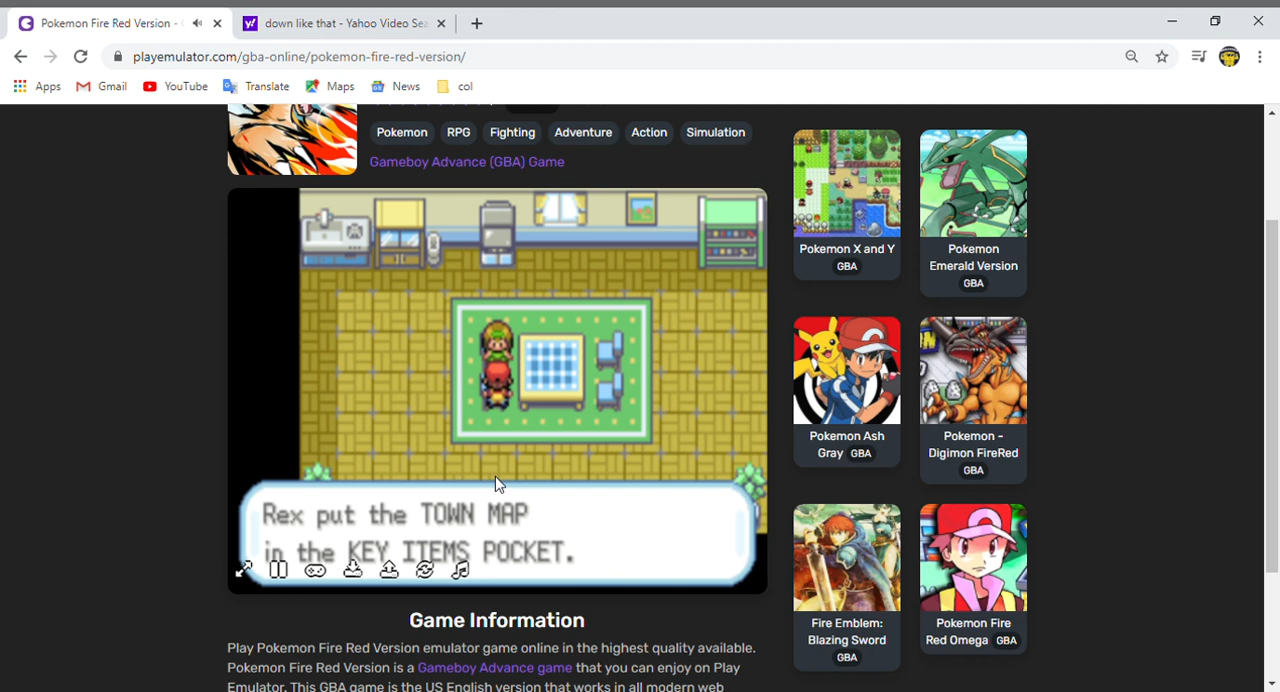 Pokemon Fire Red Version -
down like that - Yahoo Video Sea
playemulator.com/gba-online/pokemon-fire-red-version/
Apps Gmail YouTube Translate Maps News col
Pokemon RPG Fighting Adventure Action Simulation
Gameboy Advance (GBA) Game
Rex put the TOWN MAP
in the KEY ITEMS POCKET.
Game Information
Play Pokemon Fire Red Version emulator game online in the highest quality available.
Pokemon Fire Red Version is a Gameboy Advance game that you can enjoy on Play
Emulator. This GBA game is the US English version that works in all modern web
Pokemon X and Y
GBA
Pokemon
Emerald Version
GBA
Pokemon Ash
Gray GBA
Pokemon -
Digimon FireRed
GBA
Fire Emblem:
Blazing Sword
GBA
Pokemon Fire
Red Omega GBA